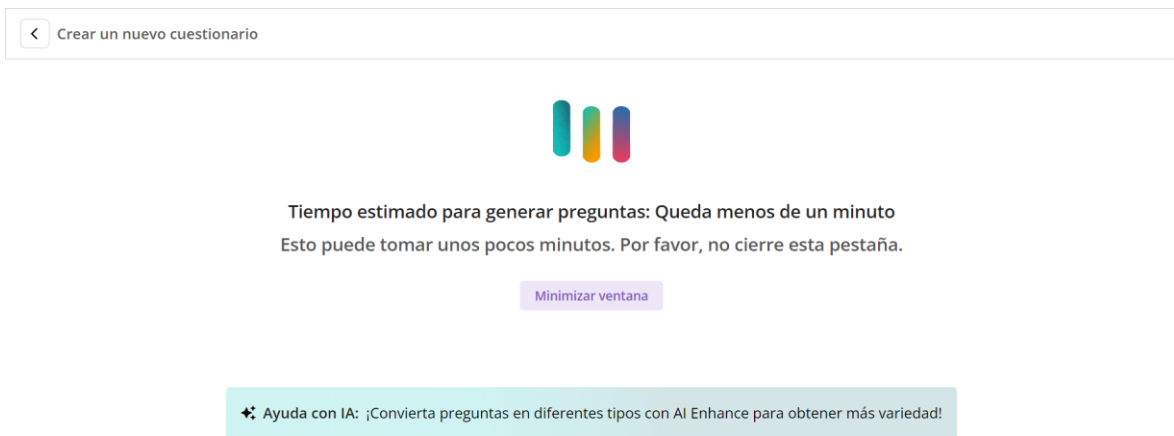 Crear un nuevo cuestionario
Tiempo estimado para generar preguntas: Queda menos de un minuto
Esto puede tomar unos pocos minutos. Por favor, no cierre esta pestaña.
Minimizar ventana
Ayuda con IA: ¡Convierta preguntas en diferentes tipos con AI Enhance para obtener más variedad!